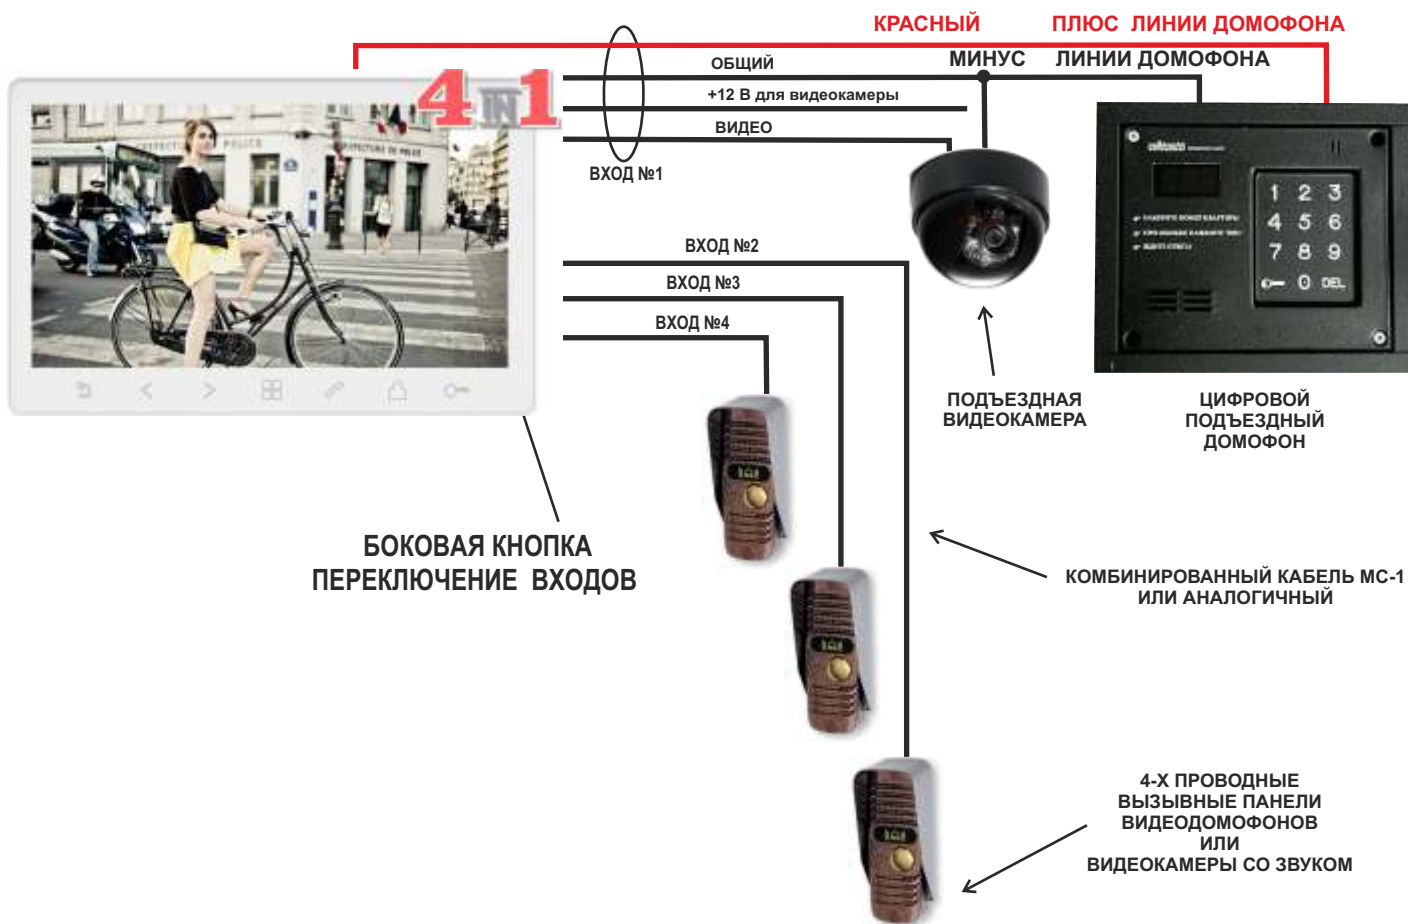 КРАСНЫЙ ПЛЮС ЛИНИИ ДОМОФОНА
ОБЩИЙ
МИНУС ЛИНИИ ДОМОФОНА
4 IN 1
+12 В для видеокамеры
ВИДЕО
ВХОД №1
1 2 3
4 5 6
7 8 9
0 DEL
ВХОД №2
ВХОД №3
ВХОД №4
ПОДЪЕЗДНАЯ
ВИДЕОКАМЕРА
ЦИФРОВОЙ
ПОДЪЕЗДНЫЙ
ДОМОФОН
БОКОВАЯ КНОПКА
ПЕРЕКЛЮЧЕНИЕ ВХОДОВ
КОМБИНИРОВАННЫЙ КАБЕЛЬ МС-1
ИЛИ АНАЛОГИЧНЫЙ
4-Х ПРОВОДНЫЕ
ВЫЗЫВНЫЕ ПАНЕЛИ
ВИДЕОДОМОФОНОВ
ИЛИ
ВИДЕОКАМЕРЫ СО ЗВУКОМ